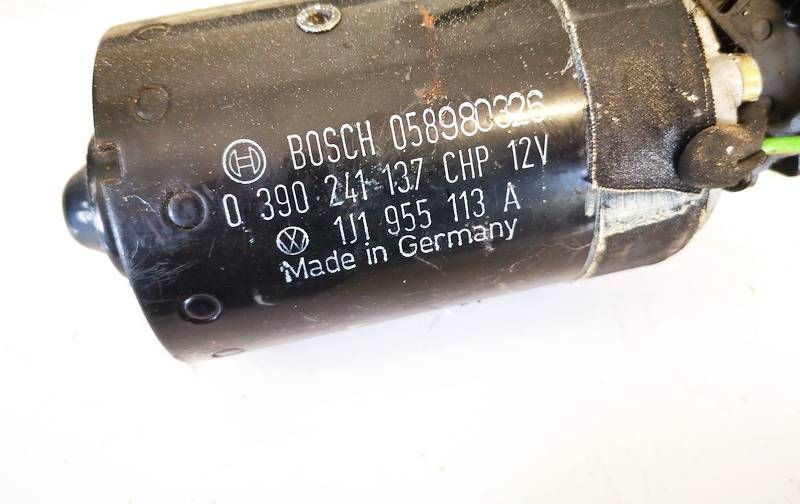 BOSCH 058980326
0 390 241 137 CHP 12V
1J1 955 113 A
Made in Germany